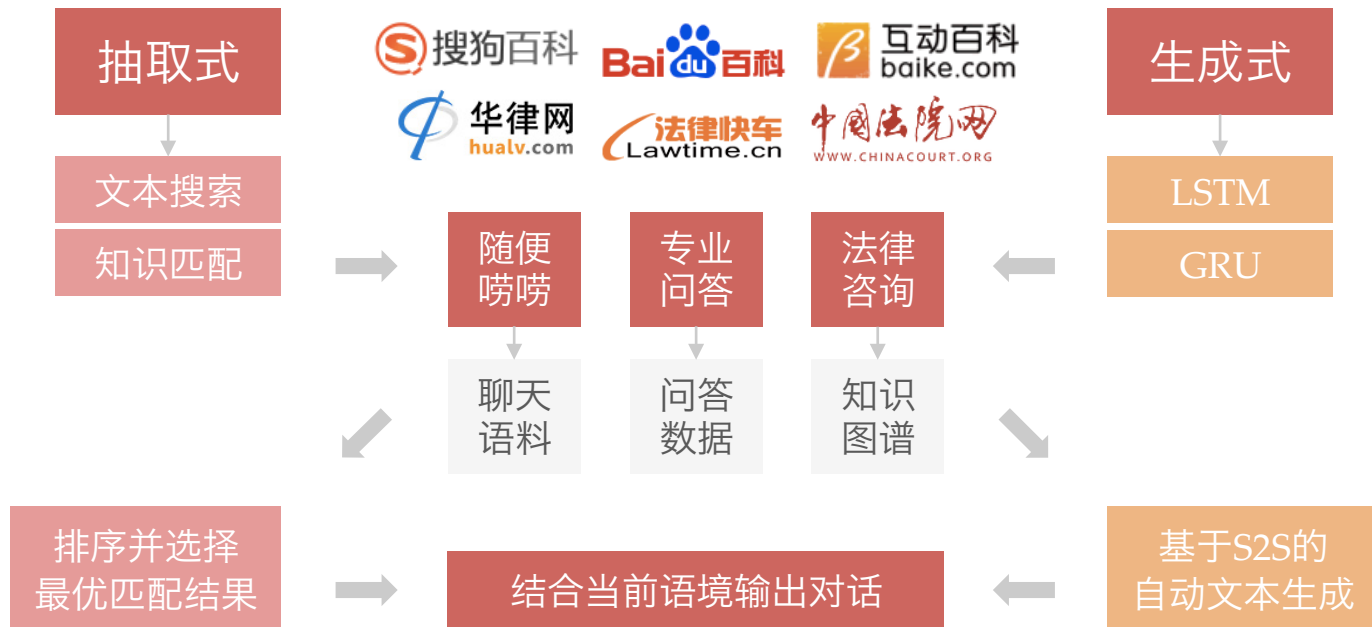 抽取式
搜狗百科
Bai du 百科
互动百科
baike.com
生成式
华律网
hualv.com
法律快车
Lawtime.cn
中国法院网
WWW.CHINACOURT.ORG
文本搜索
知识匹配
LSTM
GRU
随便
唠唠
专业
问答
法律
咨询
聊天
语料
问答
数据
知识
图谱
排序并选择
最优匹配结果
结合当前语境输出对话
基于S2S的
自动文本生成